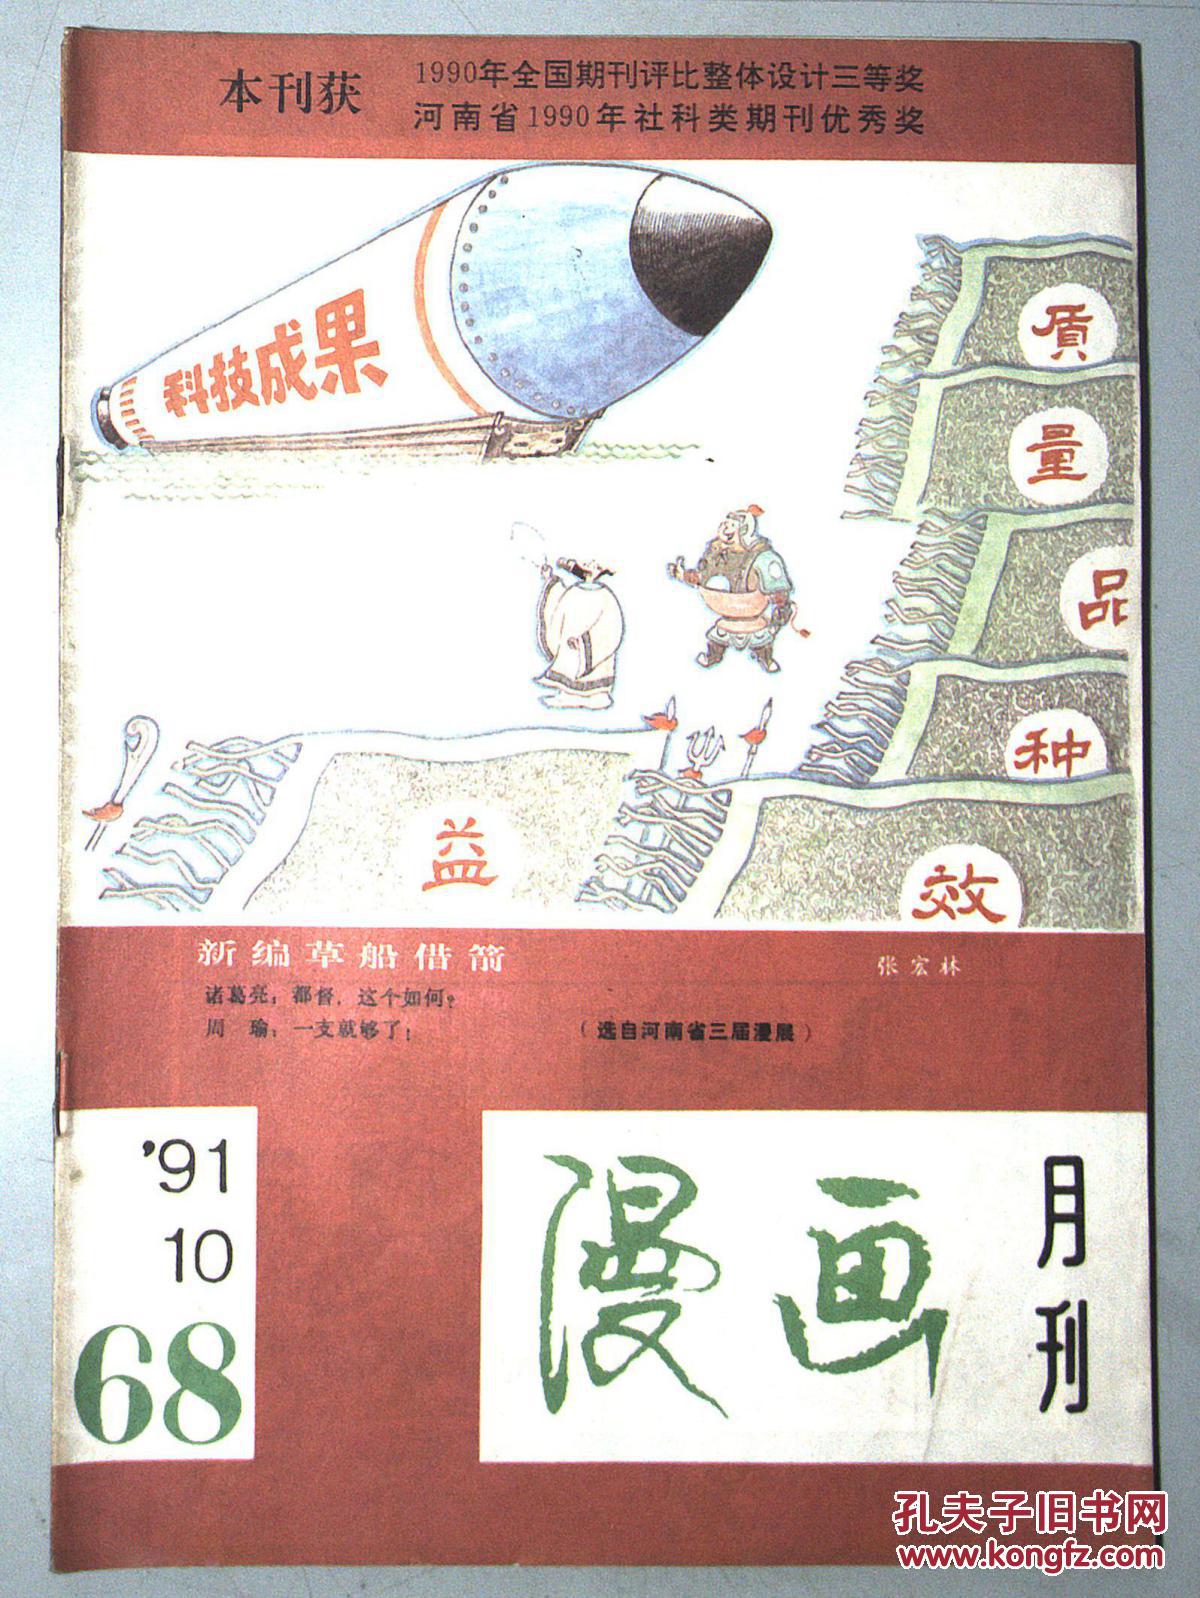 本刊获
1990年全国期刊评比整体设计三等奖
河南省1990年社科类期刊优秀奖
科技成果
质
量
品
种
效
益
新编草船借箭
张宏林
诸葛亮：都督，这个如何？
周 瑜：一支就够了！
（选自河南省三届漫展）
'91
10
68
漫画
月刊
孔夫子旧书网
www.kongfz.com